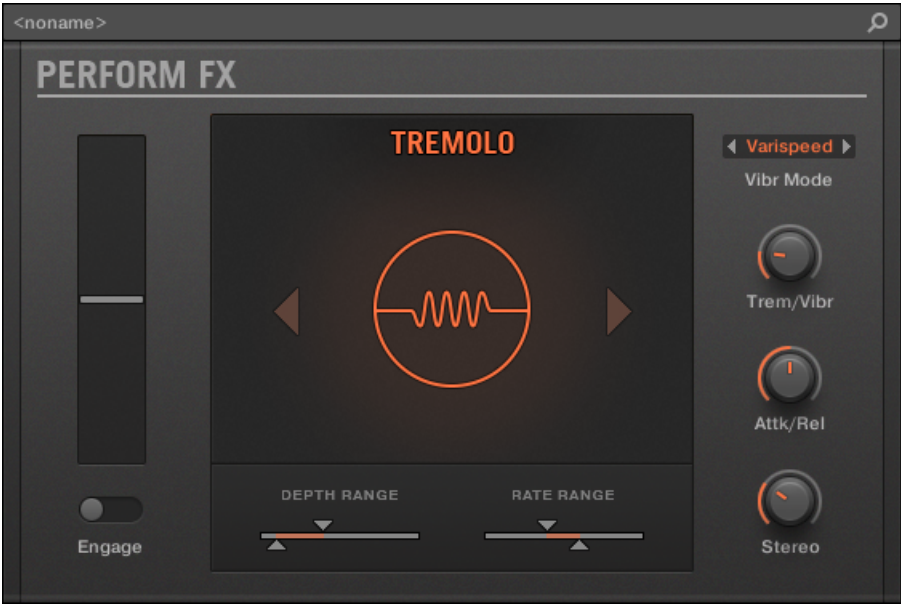 <noname>
PERFORM FX
TREMOLO
Varispeed
Vibr Mode
Trem/Vibr
Attk/Rel
Stereo
DEPTH RANGE
RATE RANGE
Engage